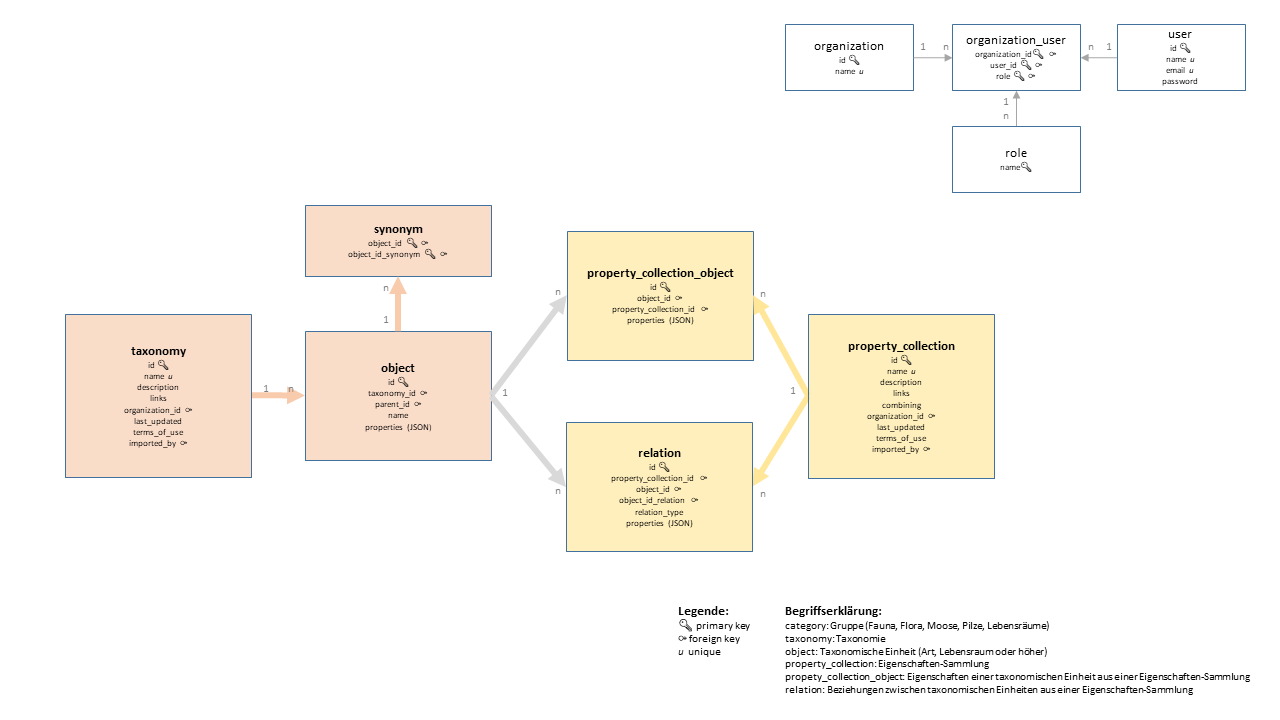 organization
id
name u
1 n
organization_user
organization_id
user_id
role
n 1
user
id
name u
email u
password
1
n
role
name
synonym
object_id
object_id_synonym
n
1
taxonomy
id
name u
description
links
organization_id
last_updated
terms_of_use
imported_by
1 n
object
id
taxonomy_id
parent_id
name
properties (JSON)
1
n
n
property_collection_object
id
object_id
property_collection_id
properties (JSON)
relation
id
property_collection_id
object_id
object_id_relation
relation_type
properties (JSON)
n
n
1
property_collection
id
name u
description
links
combining
organization_id
last_updated
terms_of_use
imported_by
Legende:
primary key
foreign key
u unique
Begriffserklärung:
category: Gruppe (Fauna, Flora, Moose, Pilze, Lebensräume)
taxonomy: Taxonomie
object: Taxonomische Einheit (Art, Lebensraum oder höher)
property_collection: Eigenschaften-Sammlung
propety_collection_object: Eigenschaften einer taxonomischen Einheit aus einer Eigenschaften-Sammlung
relation: Beziehungen zwischen taxonomischen Einheiten aus einer Eigenschaften-Sammlung